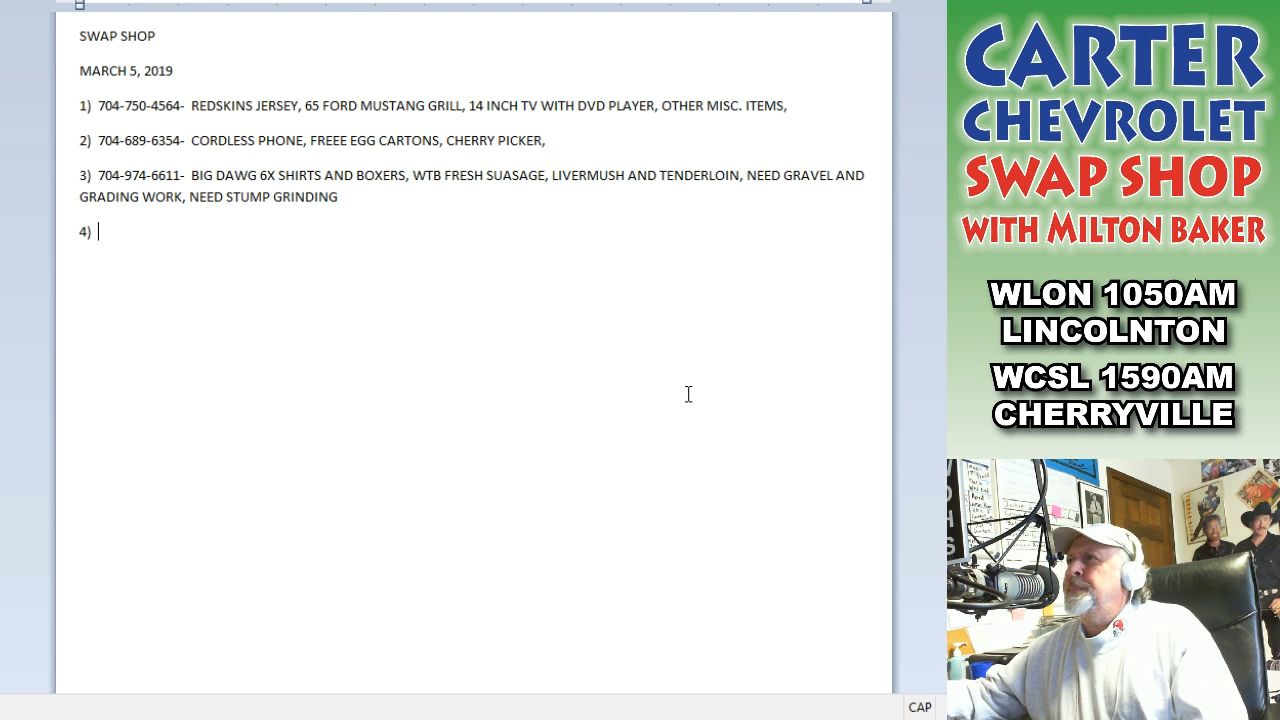 SWAP SHOP
MARCH 5, 2019
1) 704-750-4564- REDSKINS JERSEY, 65 FORD MUSTANG GRILL, 14 INCH TV WITH DVD PLAYER, OTHER MISC. ITEMS,
2) 704-689-6354- CORDLESS PHONE, FREEE EGG CARTONS, CHERRY PICKER,
3) 704-974-6611- BIG DAWG 6X SHIRTS AND BOXERS, WTB FRESH SUASAGE, LIVERMUSH AND TENDERLOIN, NEED GRAVEL AND
GRADING WORK, NEED STUMP GRINDING
4)
CAP
CARTER
CHEVROLET
SWAP SHOP
WITH MILTON BAKER
WLON 1050AM
LINCOLNTON
WCSL 1590AM
CHERRYVILLE